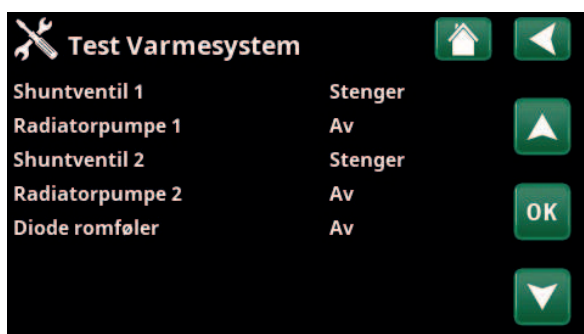 Test Varmesystem
Shuntventil 1 Stenger
Radiatorpumpe 1 Av
Shuntventil 2 Stenger
Radiatorpumpe 2 Av
OK
Diode romføler Av